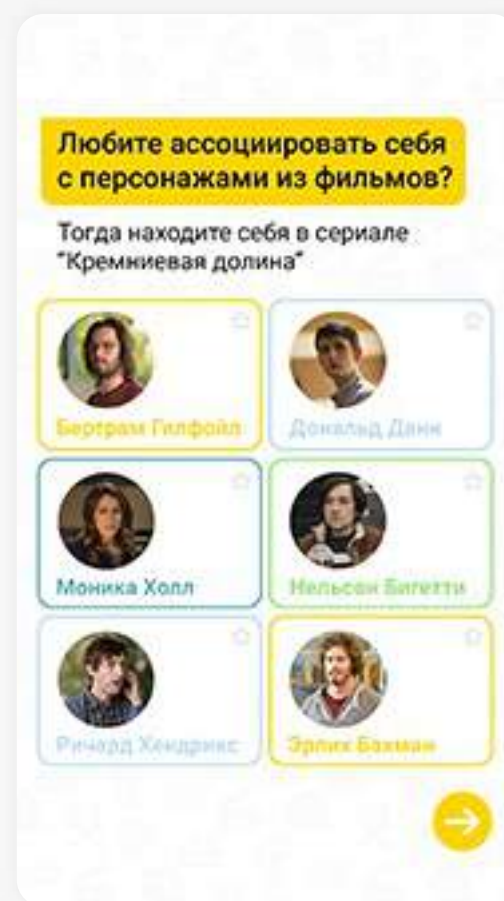 Любите ассоциировать себя
с персонажами из фильмов?
Тогда находите себя в сериале
"Кремниевая долина"
Бертрам Гилфойл
Дональд Данн
Моника Холл
Нельсон Бигетти
Ричард Хендрикс
Эрлих Бахман